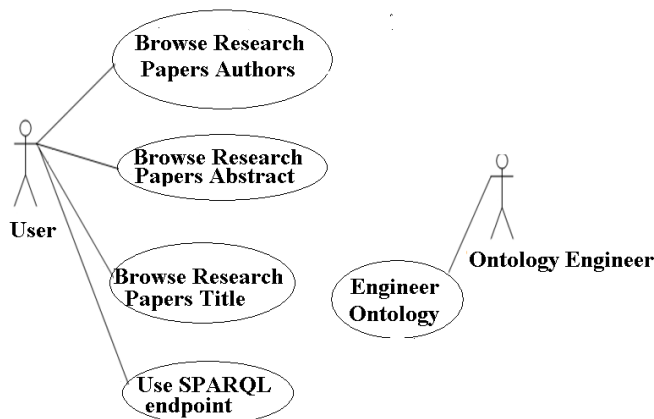 Browse Research
Papers Authors
Browse Research
Papers Abstract
User
Ontology Engineer
Browse Research
Papers Title
Engineer
Ontology
Use SPARQL
endpoint